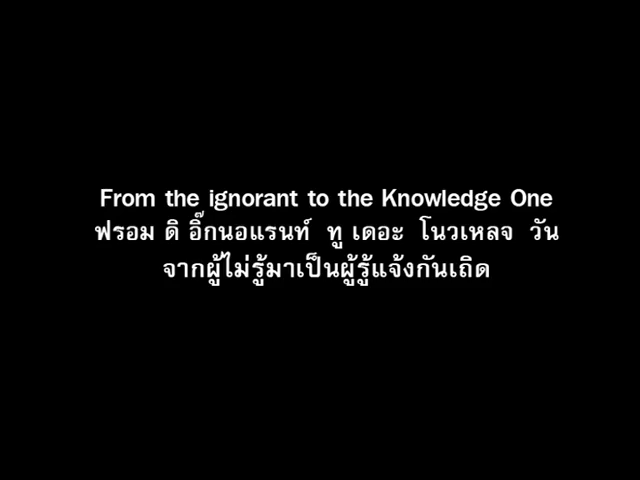 From the ignorant to the Knowledge One
ฟรอม ดิ อิ๊กนอแรนท์ ทู เดอะ โนวเหลจ วัน
จากผู้ไม่รู้มาเป็นผู้รู้แจ้งกันเถิด